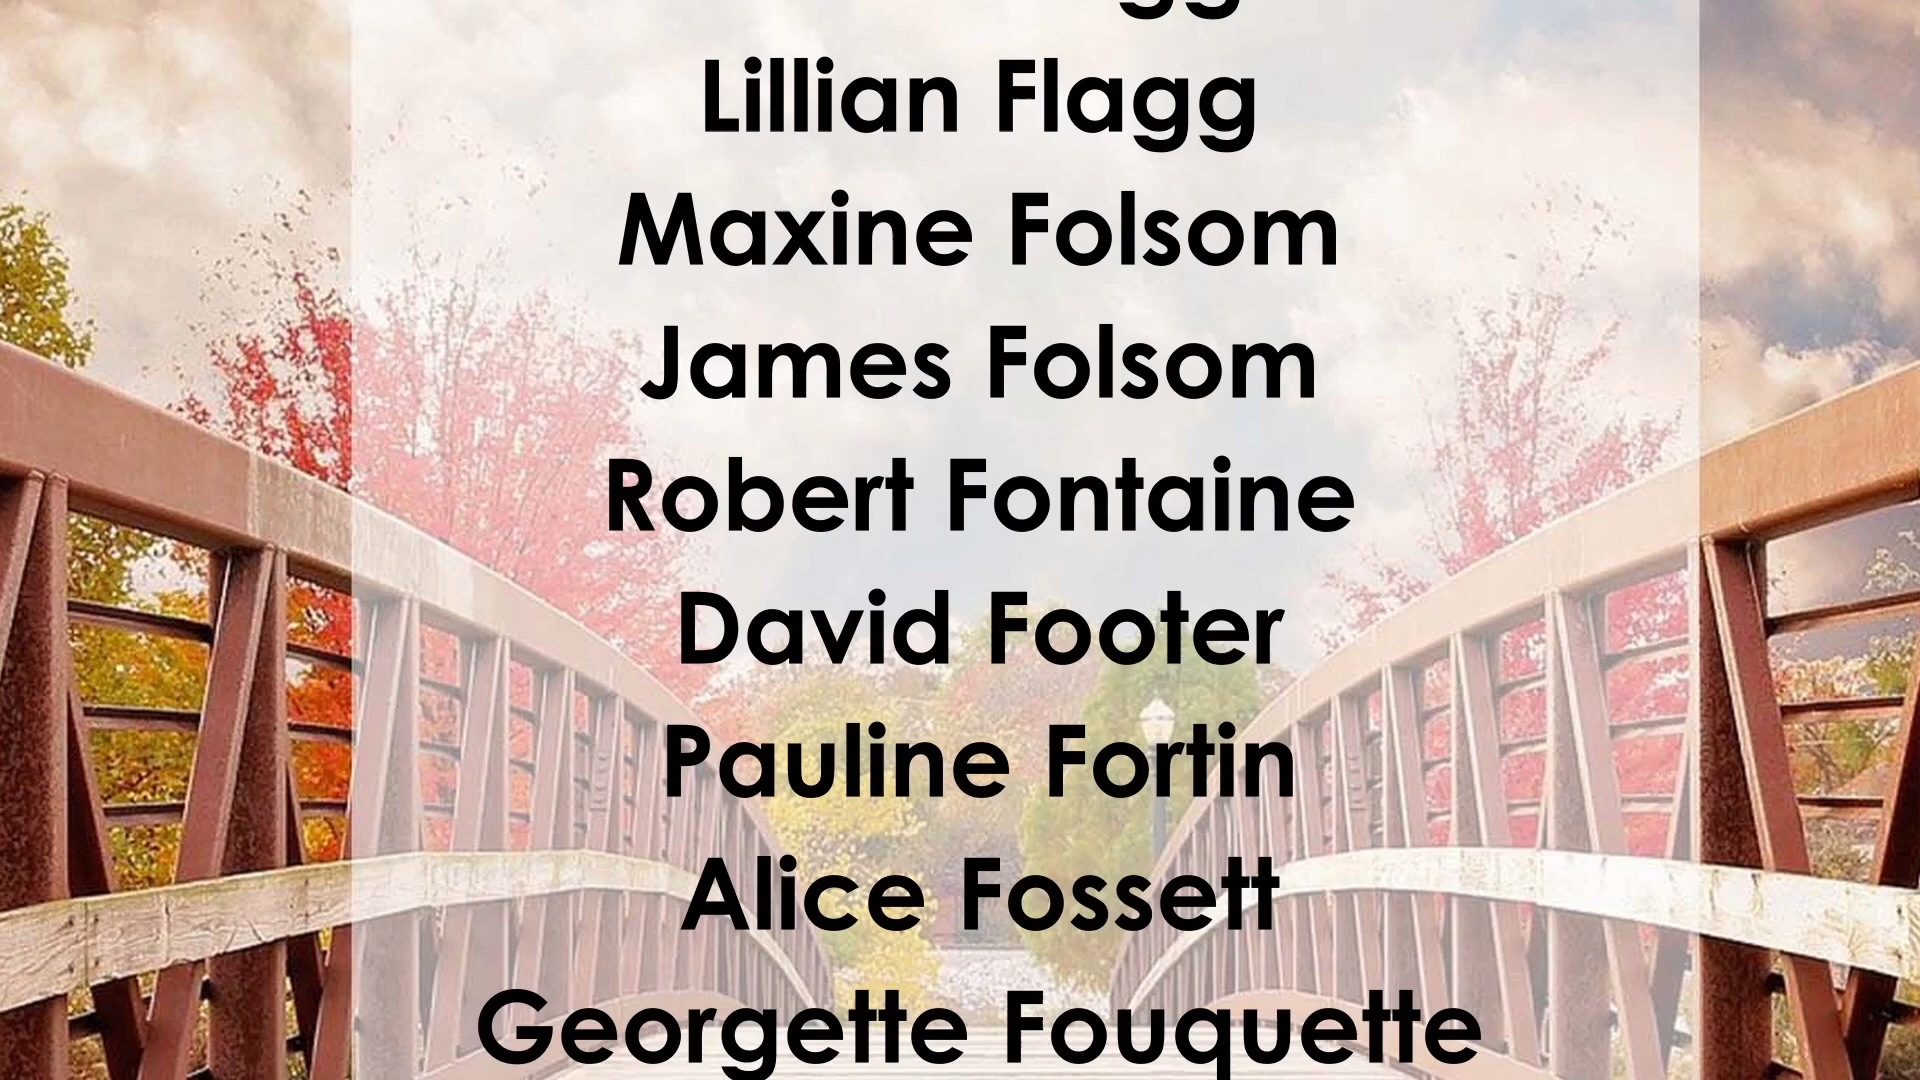 Lillian Flagg
Maxine Folsom
James Folsom
Robert Fontaine
David Footer
Pauline Fortin
Alice Fossett
Georgette Fouquette